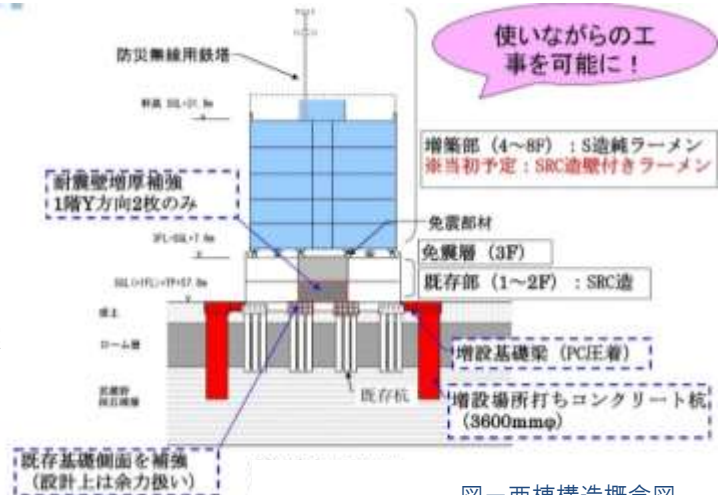 使いながらの工
事を可能に！
防災無線用鉄塔
軒高 SGL+31.0m
増築部（4～8F）：S造純ラーメン
※当初予定：SRC造壁付きラーメン
耐震壁増厚補強
1階Y方向2枚のみ
免震部材
免震層（3F）
既存部（1～2F）：SRC造
ローム層
増設基礎梁（PC圧着）
既存杭
増設場所打ちコンクリート杭
（3600mmφ）
既存基礎側面を補強
（設計上は余力扱い）
図－西棟構造概念図